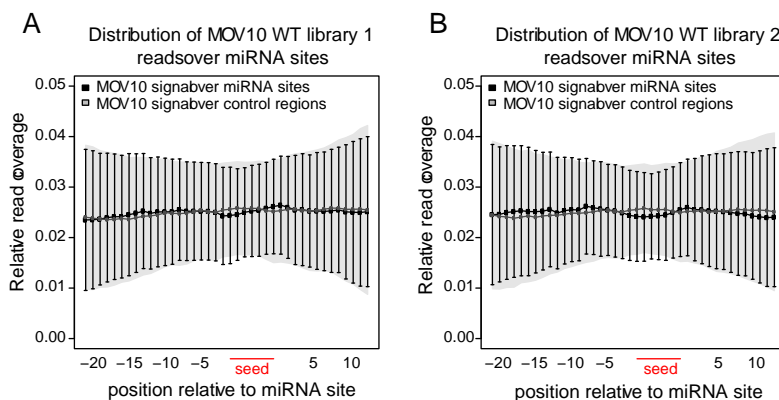 A
Distribution of MOV10 WT library 1
readsover miRNA sites
0.05
0.04
0.03
0.02
0.01
0.00
Relative read coverage
MOV10 signabver miRNA sites
MOV10 signabver control regions
−20 −15 −10 −5 seed 5 10
position relative to miRNA site
B
Distribution of MOV10 WT library 2
readsover miRNA sites
0.05
0.04
0.03
0.02
0.01
0.00
Relative read coverage
MOV10 signabver miRNA sites
MOV10 signabver control regions
−20 −15 −10 −5 seed 5 10
position relative to miRNA site